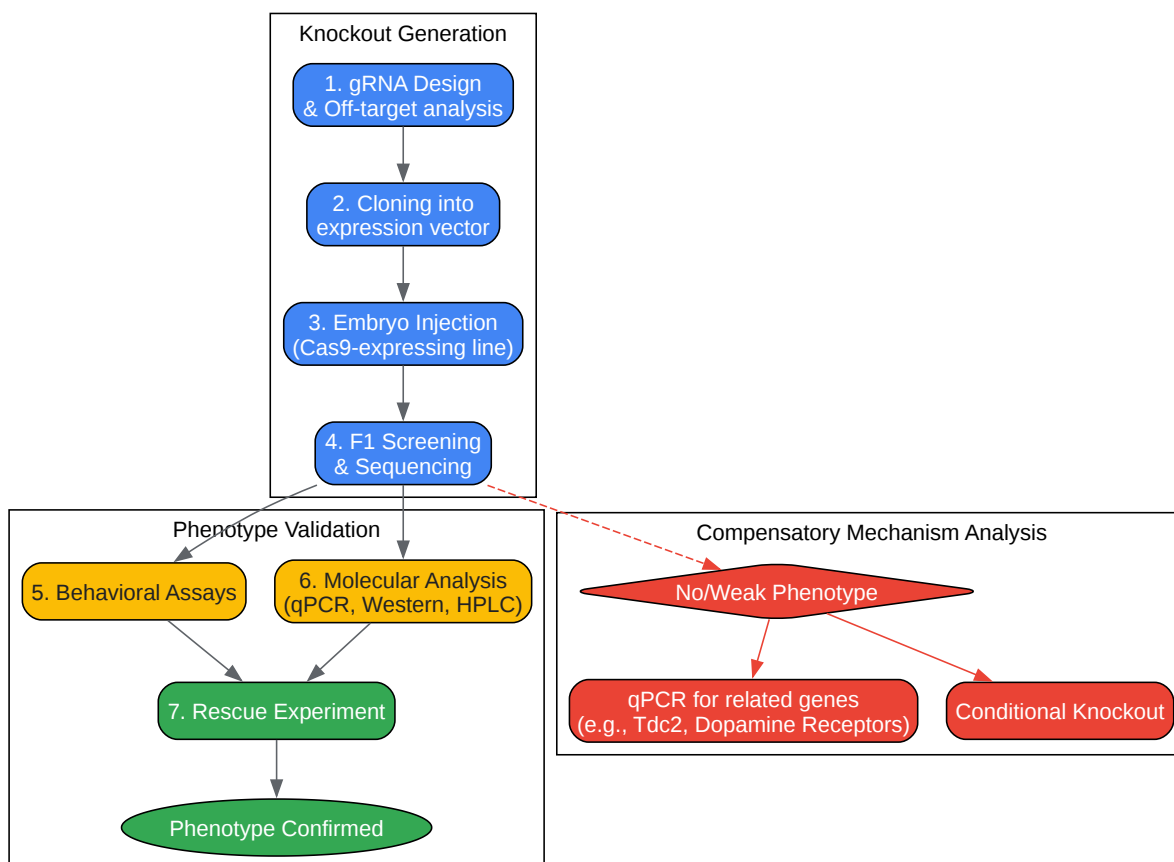 Knockout Generation
1. gRNA Design
& Off-target analysis
2. Cloning into
expression vector
3. Embryo Injection
(Cas9-expressing line)
4. F1 Screening
& Sequencing
Phenotype Validation
5. Behavioral Assays
6. Molecular Analysis
(qPCR, Western, HPLC)
7. Rescue Experiment
Phenotype Confirmed
Compensatory Mechanism Analysis
No/Weak Phenotype
qPCR for related genes
(e.g., Tdc2, Dopamine Receptors)
Conditional Knockout